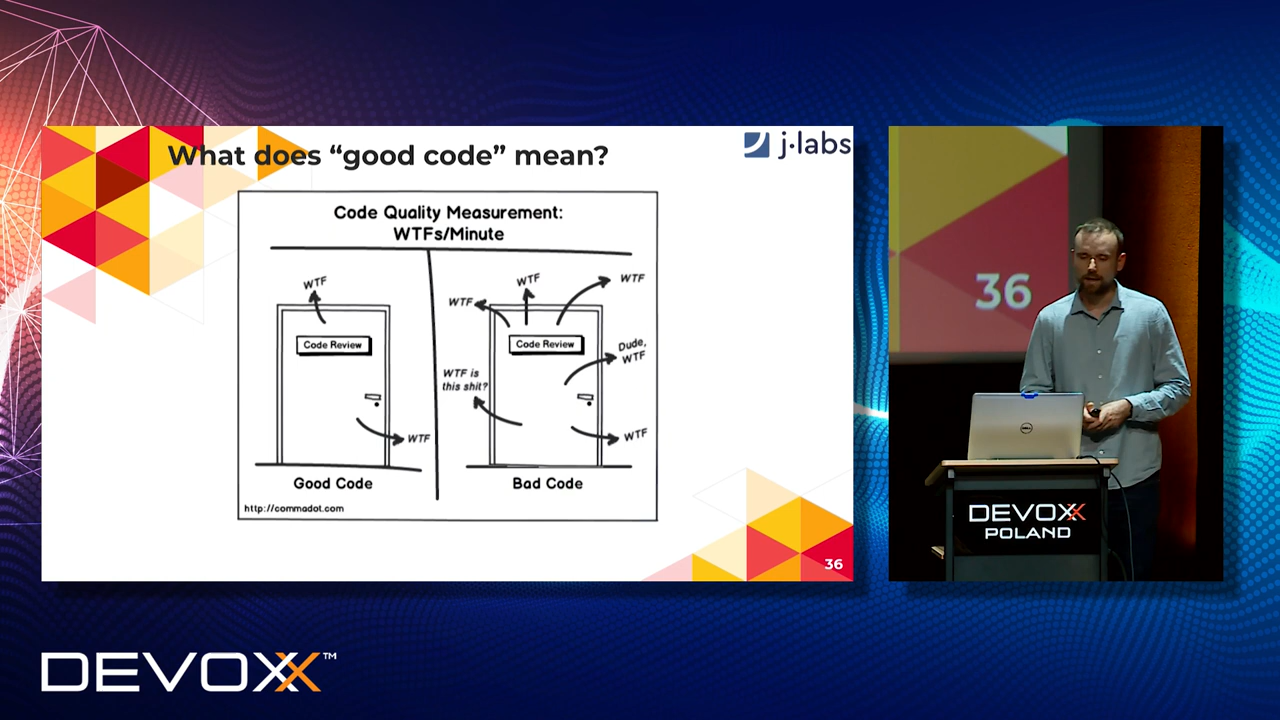 What does “good code” mean?
j·labs
Code Quality Measurement:
WTFs/Minute
WTF
Code Review
WTF
Good Code
WTF
WTF
WTF
Code Review
Dude,
WTF
WTF is
this shit?
WTF
Bad Code
http://commadot.com
36
36
DELL
DEVOXX
POLAND
DEVOXX™